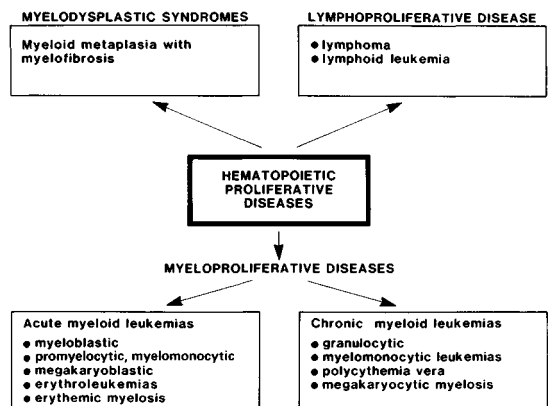 MYELODYSPLASTIC SYNDROMES
Myeloid metaplasia with
myelofibrosis
LYMPHOPROLIFERATIVE DISEASE
● lymphoma
● lymphoid leukemia
HEMATOPOIETIC
PROLIFERATIVE
DISEASES
MYELOPROLIFERATIVE DISEASES
Acute myeloid leukemias
● myeloblastic
● promyelocytic, myelomonocytic
● megakaryoblastic
● erythroleukemias
● erythemic myelosis
Chronic myeloid leukemias
● granulocytic
● myelomonocytic leukemias
● polycythemia vera
● megakaryocytic myelosis